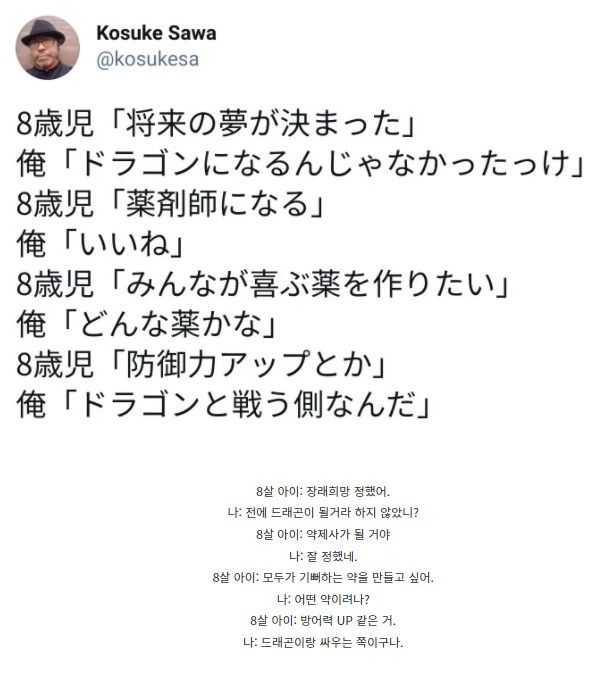 Kosuke Sawa
@kosukesa
8歳児「将来の夢が決まった」
俺「ドラゴンになるんじゃなかったっけ」
8歳児「薬剤師になる」
俺「いいね」
8歳児「みんなが喜ぶ薬を作りたい」
俺「どんな薬かな」
8歳児「防御力アップとか」
俺「ドラゴンと戦う側なんだ」
8살 아이: 장래희망 정했어.
나: 전에 드래곤이 될거라 하지 않았니?
8살 아이: 약제사가 될 거야
나: 잘 정했네.
8살 아이: 모두가 기뻐하는 약을 만들고 싶어.
나: 어떤 약이려나?
8살 아이: 방어력 UP 같은 거.
나: 드래곤이랑 싸우는 쪽이구나.